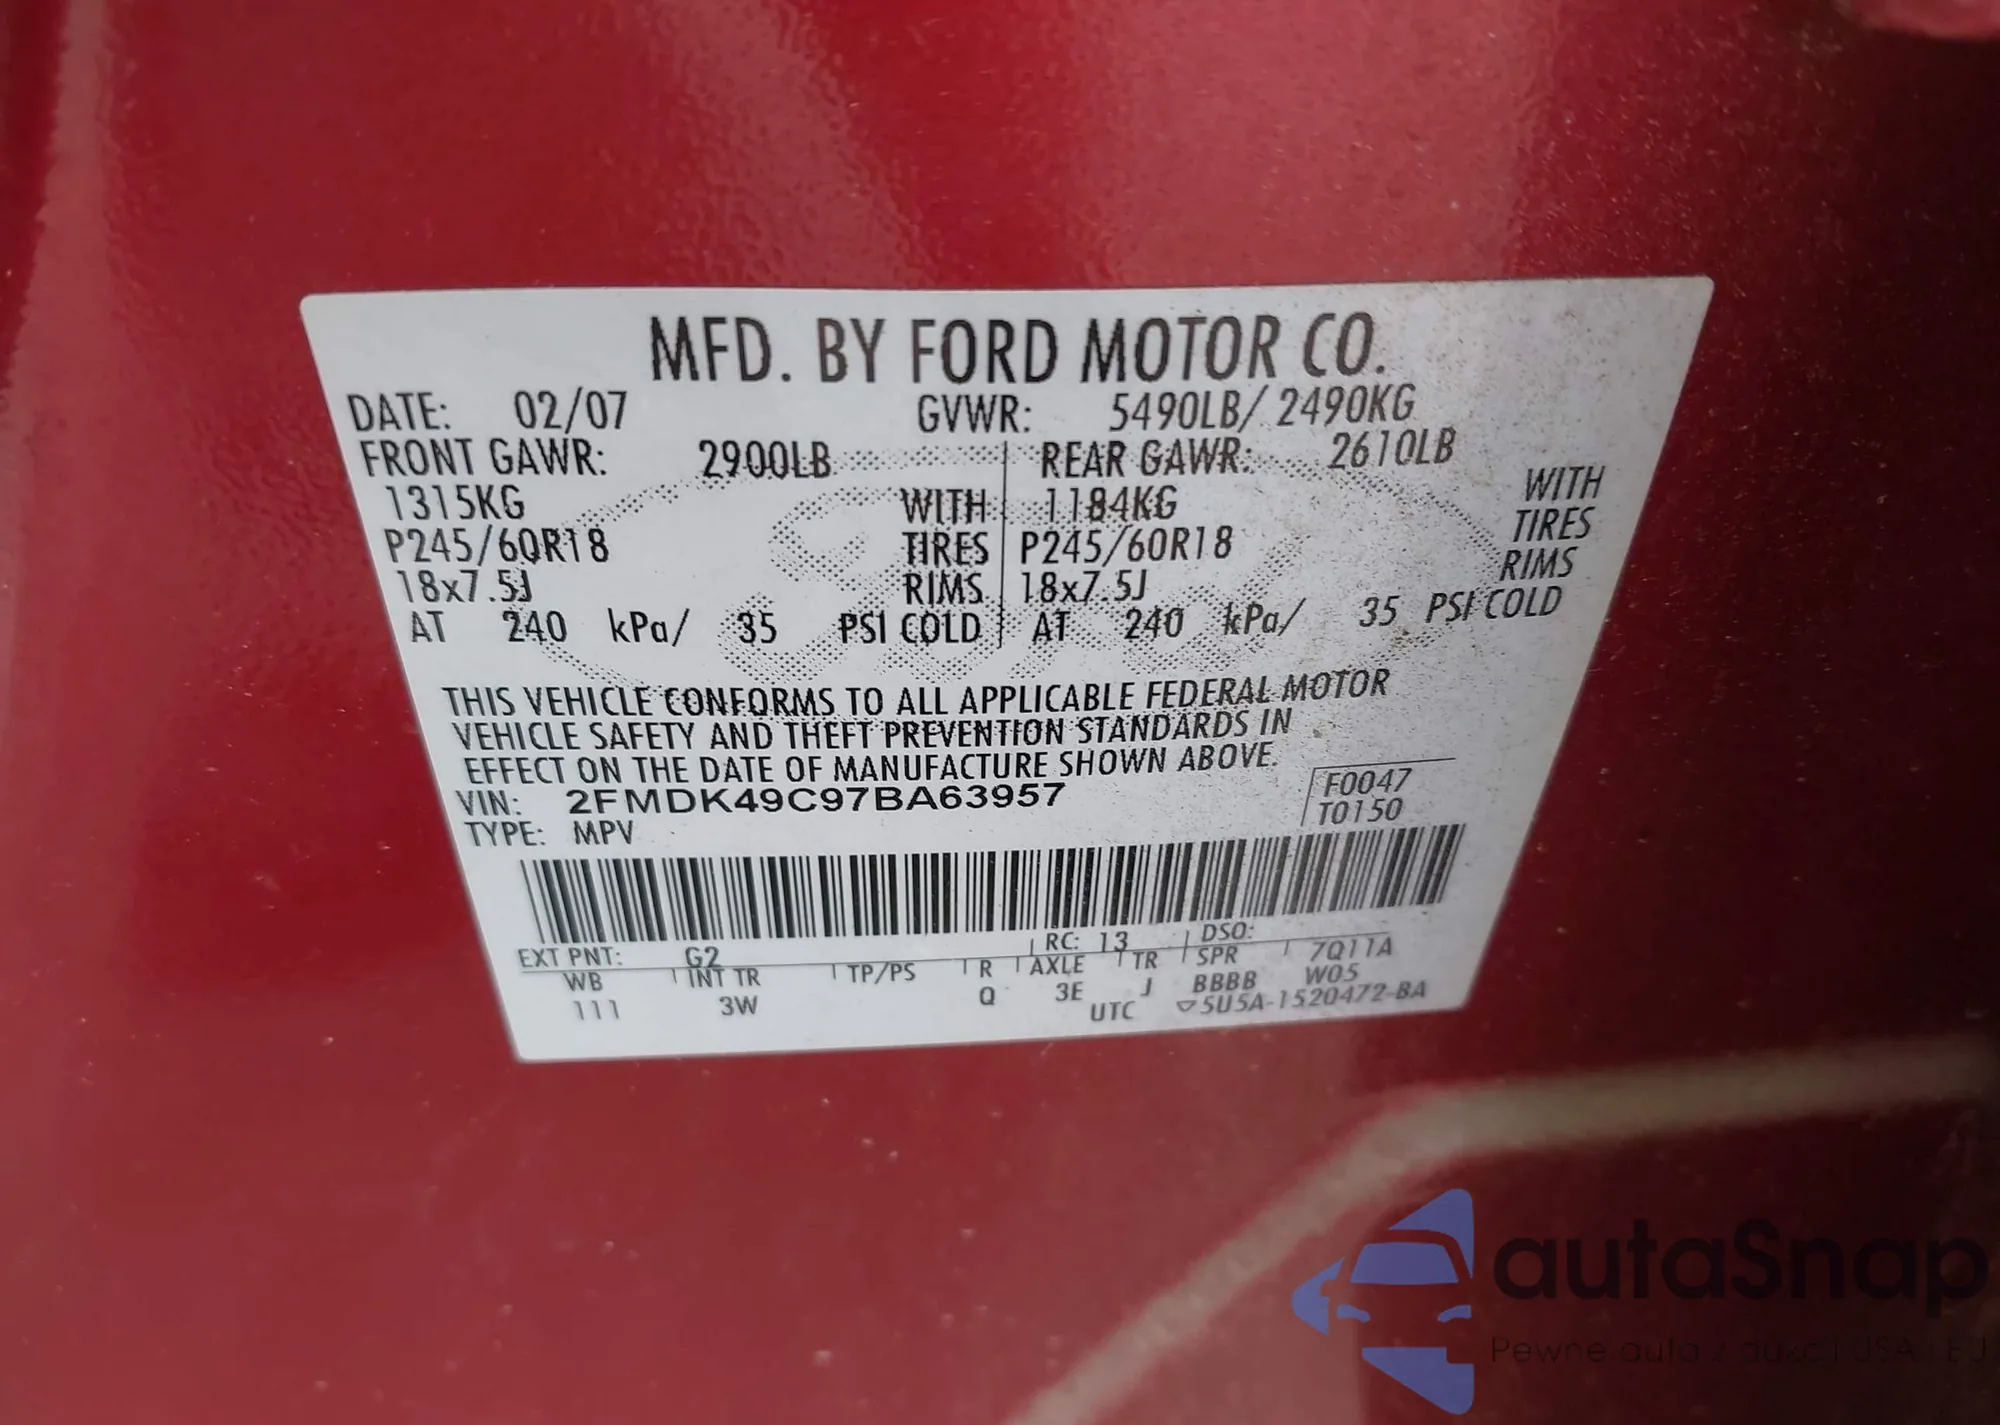 MFD. BY FORD MOTOR CO.
DATE: 02/07 GVWR: 5490LB/ 2490KG
FRONT GAWR: 2900LB REAR GAWR: 2610LB
1315KG WITH 1184KG WITH
P245/60R18 TIRES P245/60R18 TIRES
18x7.5J RIMS 18x7.5J RIMS
AT 240 kPa/ 35 PSI COLD AT 240 kPa/ 35 PSI COLD
THIS VEHICLE CONFORMS TO ALL APPLICABLE FEDERAL MOTOR
VEHICLE SAFETY AND THEFT PREVENTION STANDARDS IN
EFFECT ON THE DATE OF MANUFACTURE SHOWN ABOVE.
VIN: 2FMDK49C97BA63957 F0047
TYPE: MPV T0150
EXT PNT: G2 RC: 13 DSO:
WB INT TR TP/PS R AXLE TR SPR 7Q11A
111 3W Q 3E J BBBB W05
UTC 5U5A-1520472-BA
autaSnap
Pewne auta z aukcji USA i EU